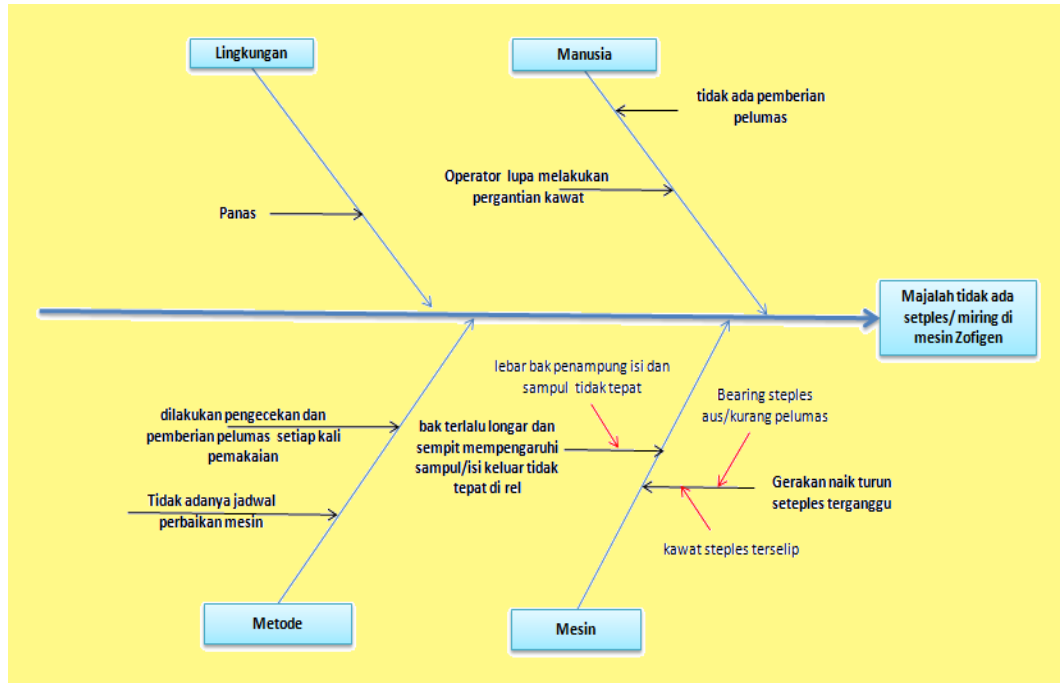 Lingkungan
Manusia
tidak ada pemberian
pelumas
Operator lupa melakukan
pergantian kawat
Panas
Majalah tidak ada
setples/ miring di
mesin Zofigen
lebar bak penampung isi dan
sampul tidak tepat
Bearing steples
aus/kurang pelumas
dilakukan pengecekan dan
pemberian pelumas setiap kali
pemakaian
bak terlalu longar dan
sempit mempengaruhi
sampul/isi keluar tidak
tepat di rel
Gerakan naik turun
seteples terganggu
Tidak adanya jadwal
perbaikan mesin
kawat steples terselip
Metode
Mesin